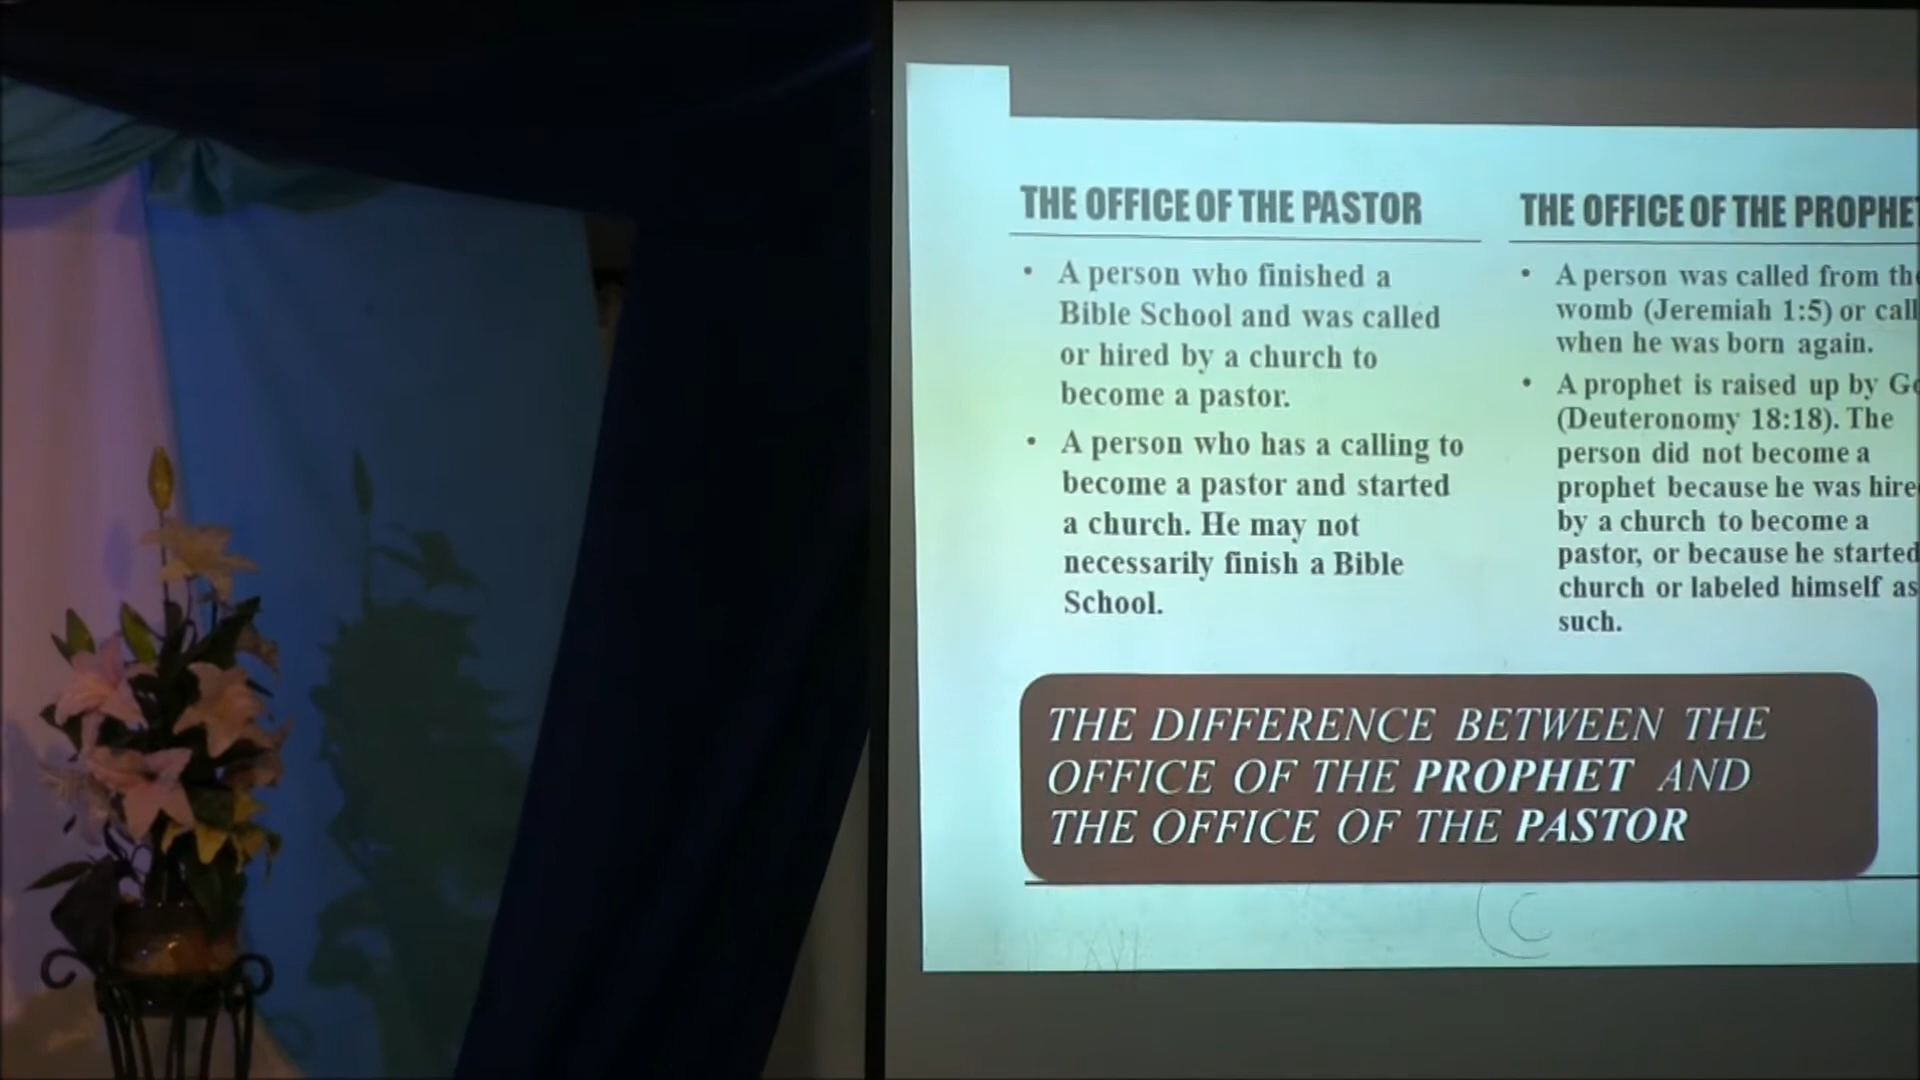 THE OFFICE OF THE PASTOR
• A person who finished a
Bible School and was called
or hired by a church to
become a pastor.
• A person who has a calling to
become a pastor and started
a church. He may not
necessarily finish a Bible
School.
THE OFFICE OF THE
• A person was called from
womb (Jeremiah 1:5) or
when he was born again.
• A prophet is raised up by
(Deuteronomy 18:18). The
person did not become a
prophet because he was
by a church to become a
pastor, or because he started
church or labeled himself as
such.
THE DIFFERENCE BETWEEN THE
OFFICE OF THE PROPHET AND
THE OFFICE OF THE PASTOR